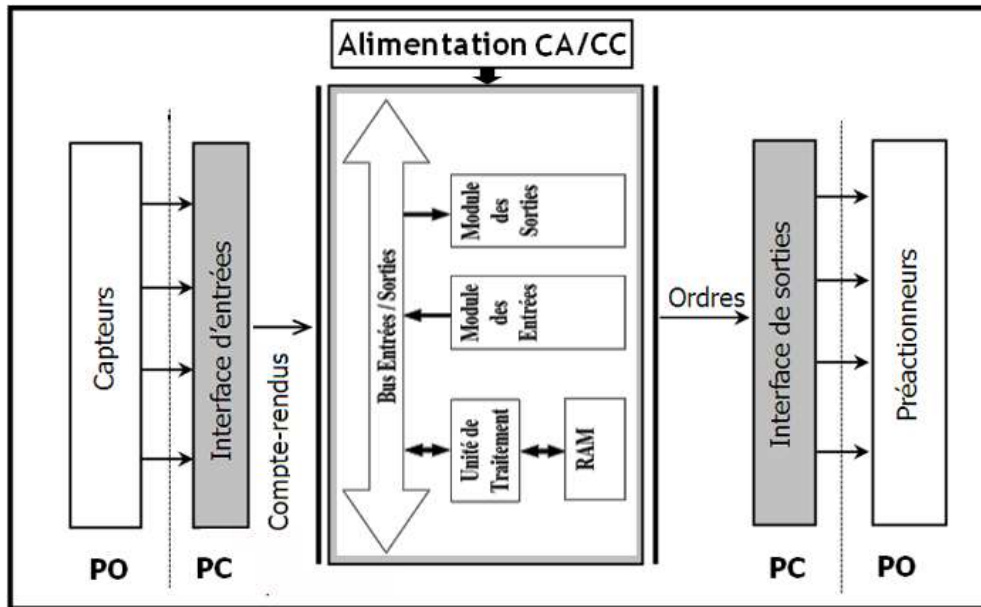 Alimentation CA/CC
Capteurs
Interface d'entrées
Compte-rendus
Bus Entrées / Sorties
Module
des
Sorties
Module
des
Entrées
Unité de
Traitement
RAM
Ordres
Interface de sorties
Préactionneurs
PO
PC
PC
PO